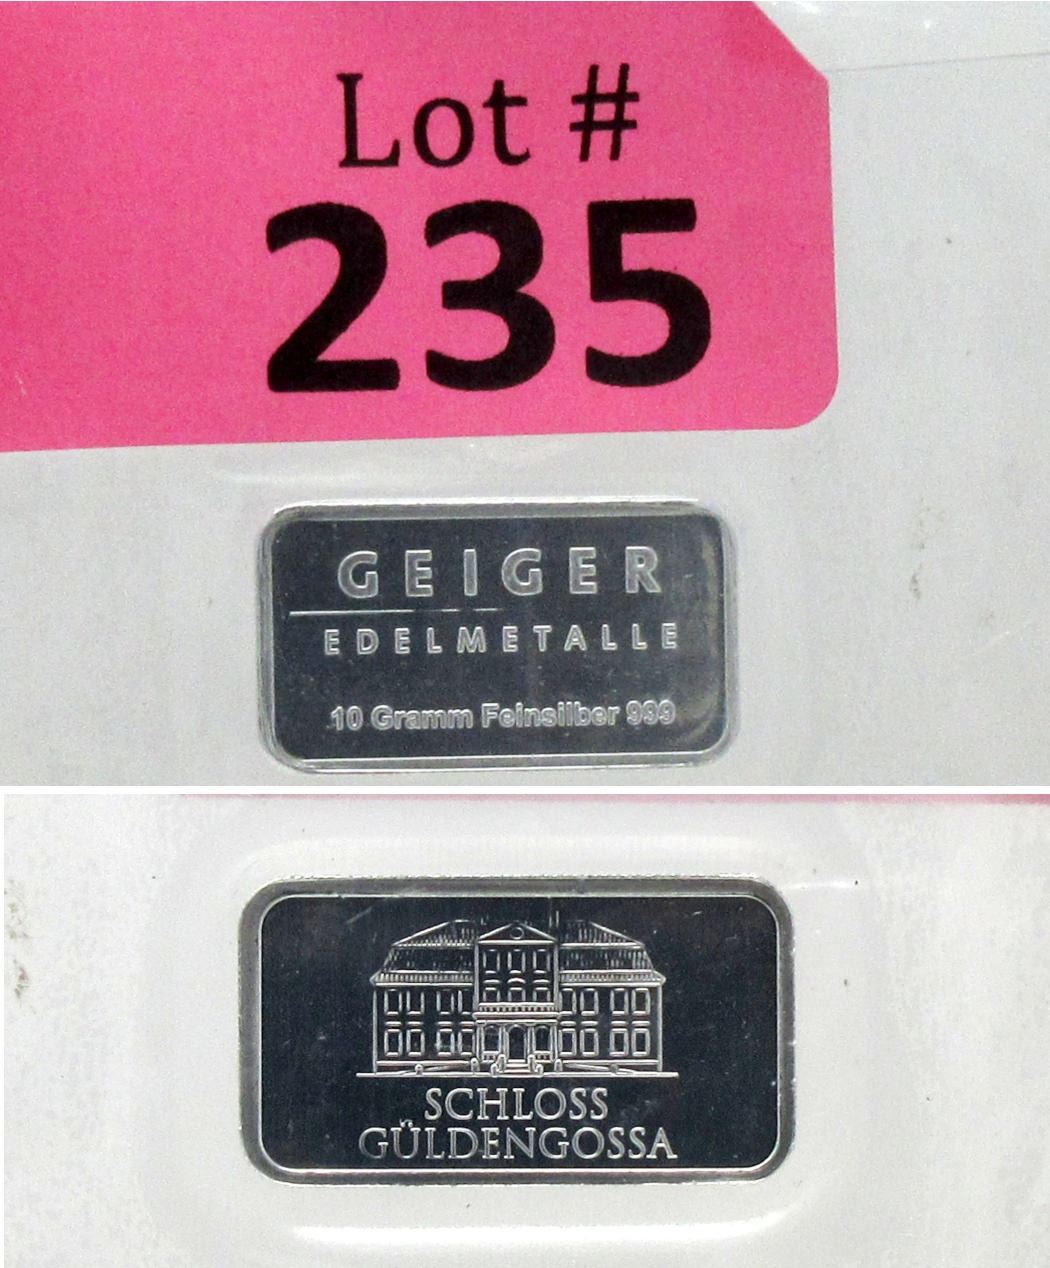 Lot #
235
GEIGER
EDELMETALLE
10 Gramm Feinsilber 999
SCHLOSS
GÜLDENGOSSA